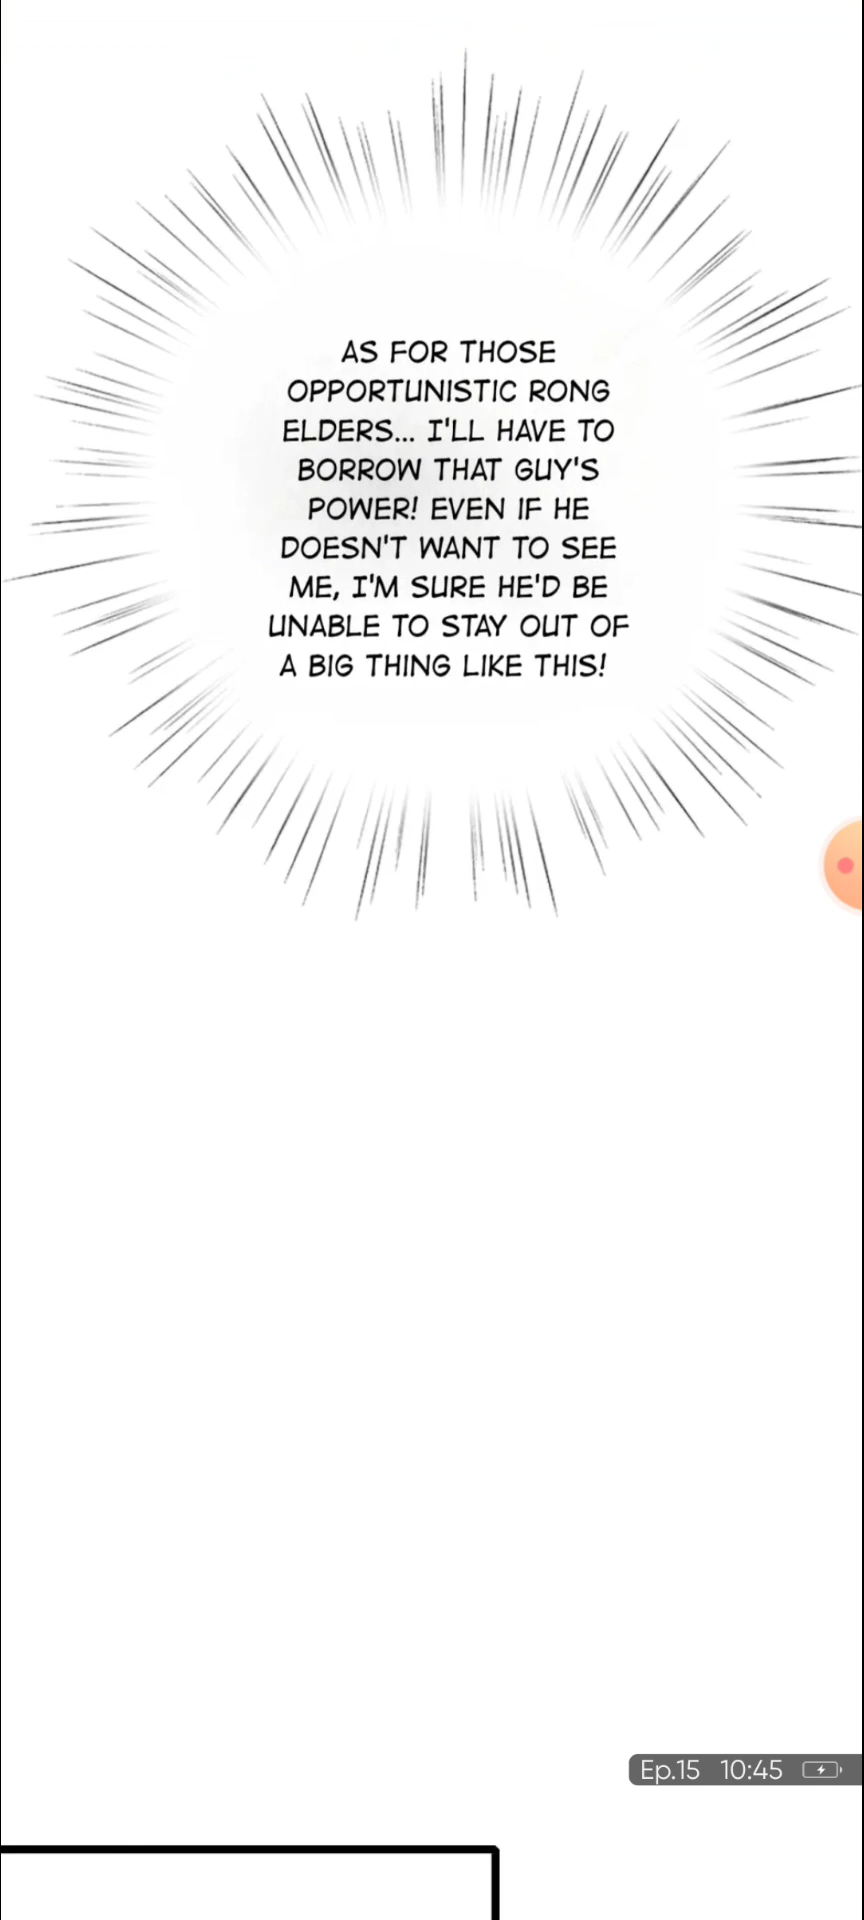 AS FOR THOSE
OPPORTUNISTIC RONG
ELDERS... I'LL HAVE TO
BORROW THAT GUY'S
POWER! EVEN IF HE
DOESN'T WANT TO SEE
ME, I'M SURE HE'D BE
UNABLE TO STAY OUT OF
A BIG THING LIKE THIS!
Ep.15 10:45